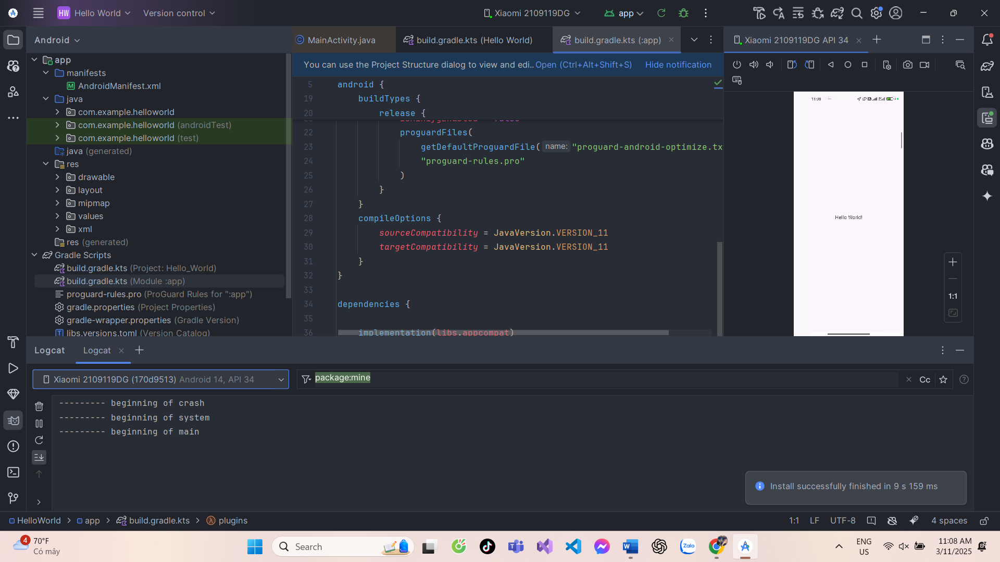 HW Hello World Version control Xiaomi 2109119DG app
Android
app
manifests
AndroidManifest.xml
java
com.example.helloworld
com.example.helloworld (androidTest)
com.example.helloworld (test)
java (generated)
res
drawable
layout
mipmap
values
xml
res (generated)
Gradle Scripts
build.gradle.kts (Project: Hello_World)
build.gradle.kts (Module :app)
proguard-rules.pro (ProGuard Rules for ":app")
gradle.properties (Project Properties)
gradle-wrapper.properties (Gradle Version)
libs.versions.toml (Version Catalog)
MainActivity.java build.gradle.kts (Hello World) build.gradle.kts (:app)
You can use the Project Structure dialog to view and edi.. Open (Ctrl+Alt+Shift+S) Hide notification
5 android {
19 buildTypes {
20 release {
22 proguardFiles(
23 getDefaultProguardFile( name: "proguard-android-optimize.tx
24 "proguard-rules.pro"
25 )
26 }
27 }
28 compileOptions {
29 sourceCompatibility = JavaVersion.VERSION_11
30 targetCompatibility = JavaVersion.VERSION_11
31 }
32 }
33
34 dependencies {
35
36 implementation(libs.appcompat)
Xiaomi 2109119DG API 34
11:09
Hello World!
1:1
Logcat Logcat
Xiaomi 2109119DG (170d9513) Android 14, API 34 package:mine Cc
--------- beginning of crash
--------- beginning of system
--------- beginning of main
Install successfully finished in 9 s 159 ms
HelloWorld app build.gradle.kts plugins 1:1 LF UTF-8 4 spaces
4 70°F
Có mây
Search
Zalo
ENG
US
11:08 AM
3/11/2025